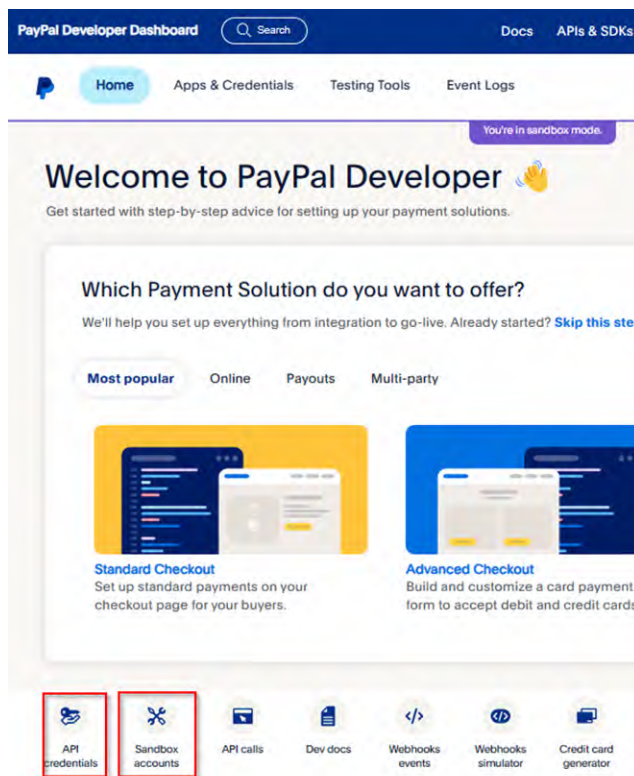 PayPal Developer Dashboard
Search
Docs
APIs & SDKs
Home
Apps & Credentials
Testing Tools
Event Logs
You're in sandbox mode.
Welcome to PayPal Developer 👋
Get started with step-by-step advice for setting up your payment solutions.
Which Payment Solution do you want to offer?
We'll help you set up everything from integration to go-live. Already started? Skip this ste
Most popular
Online
Payouts
Multi-party
Standard Checkout
Set up standard payments on your
checkout page for your buyers.
Advanced Checkout
Build and customize a card payment
form to accept debit and credit cards
API
credentials
Sandbox
accounts
API calls
Dev docs
Webhooks
events
Webhooks
simulator
Credit card
generator